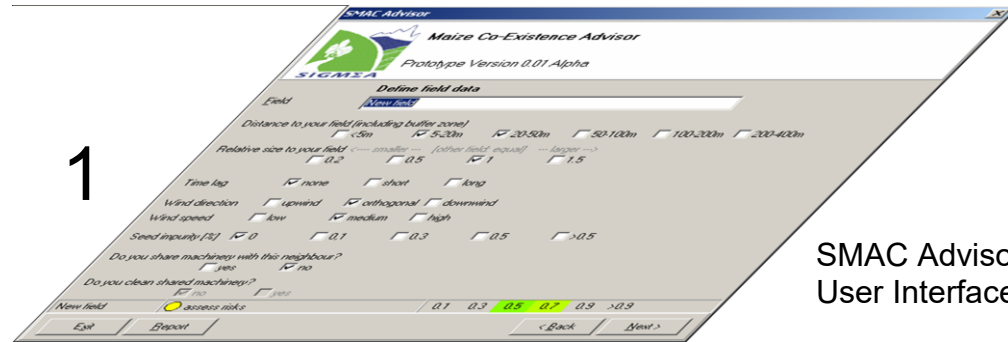 SMAC Advisor
Maize Co-Existence Advisor
Prototype Version 0.01 Alpha
SIGMEA
Define field data
Field New field
Distance to your field (including buffer zone)
<5m 5-20m 20-50m 50-100m 100-200m 200-400m
Relative size to your field <--- smaller --- [other field: equal] --- larger --->
0.2 0.5 1 1.5
1
Time lag none short long
Wind direction upwind orthogonal downwind
Wind speed low medium high
Seed impurity [%] 0 0.1 0.3 0.5 >0.5
Do you share machinery with this neighbour?
yes no
Do you clean shared machinery?
no yes
New field assess risks 0.1 0.3 0.5 0.7 0.9 >0.9
Exit Report < Back Next >
SMAC Adviso
User Interface